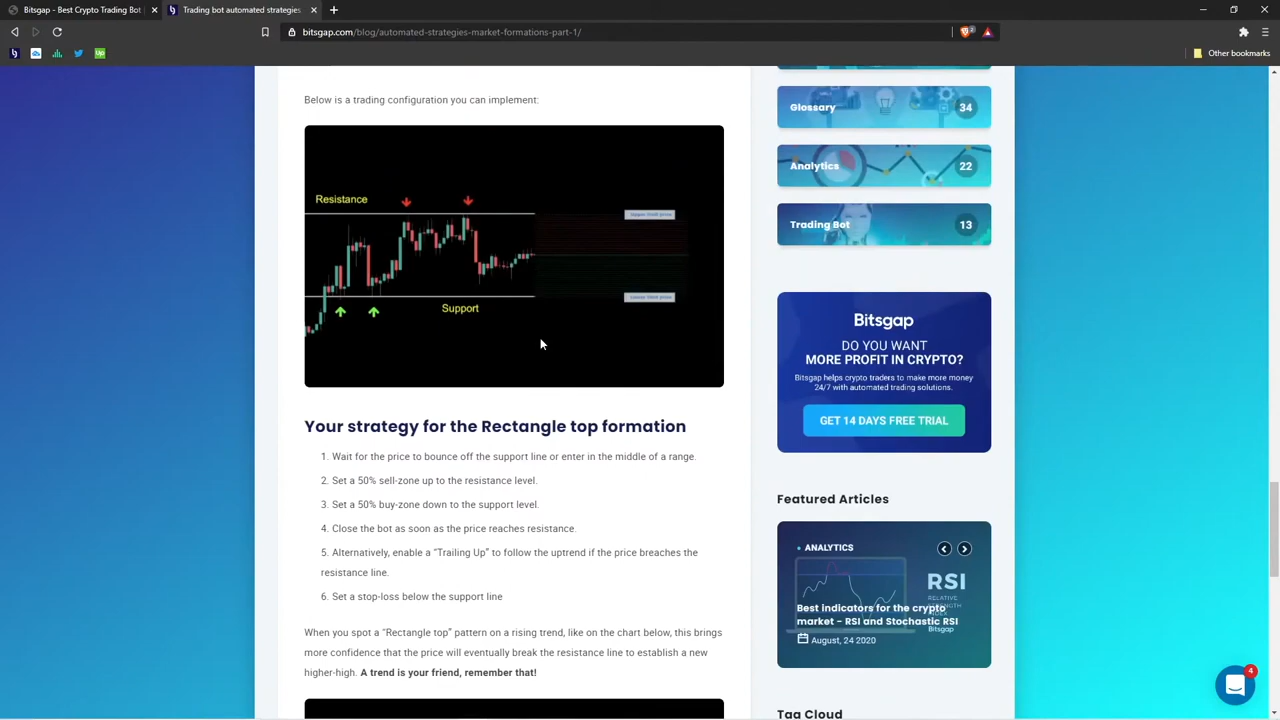 Bitsgap - Best Crypto Trading Bot
Trading bot automated strategies
bitsgap.com/blog/automated-strategies-market-formations-part-1/
2
Up
Other bookmarks
Below is a trading configuration you can implement:
Resistance
Support
Your strategy for the Rectangle top formation
1. Wait for the price to bounce off the support line or enter in the middle of a range.
2. Set a 50% sell-zone up to the resistance level.
3. Set a 50% buy-zone down to the support level.
4. Close the bot as soon as the price reaches resistance.
5. Alternatively, enable a “Trailing Up” to follow the uptrend if the price breaches the
resistance line.
6. Set a stop-loss below the support line
When you spot a “Rectangle top” pattern on a rising trend, like on the chart below, this brings
more confidence that the price will eventually break the resistance line to establish a new
higher-high. A trend is your friend, remember that!
Glossary 34
Analytics 22
Trading Bot 13
Bitsgap
DO YOU WANT
MORE PROFIT IN CRYPTO?
Bitsgap helps crypto traders to make more money
24/7 with automated trading solutions.
GET 14 DAYS FREE TRIAL
Featured Articles
• ANALYTICS
RSI
RELATIVE
STRENGTH
INDEX
Bitsgap
Best indicators for the crypto
market – RSI and Stochastic RSI
August, 24 2020
4
Tag Cloud